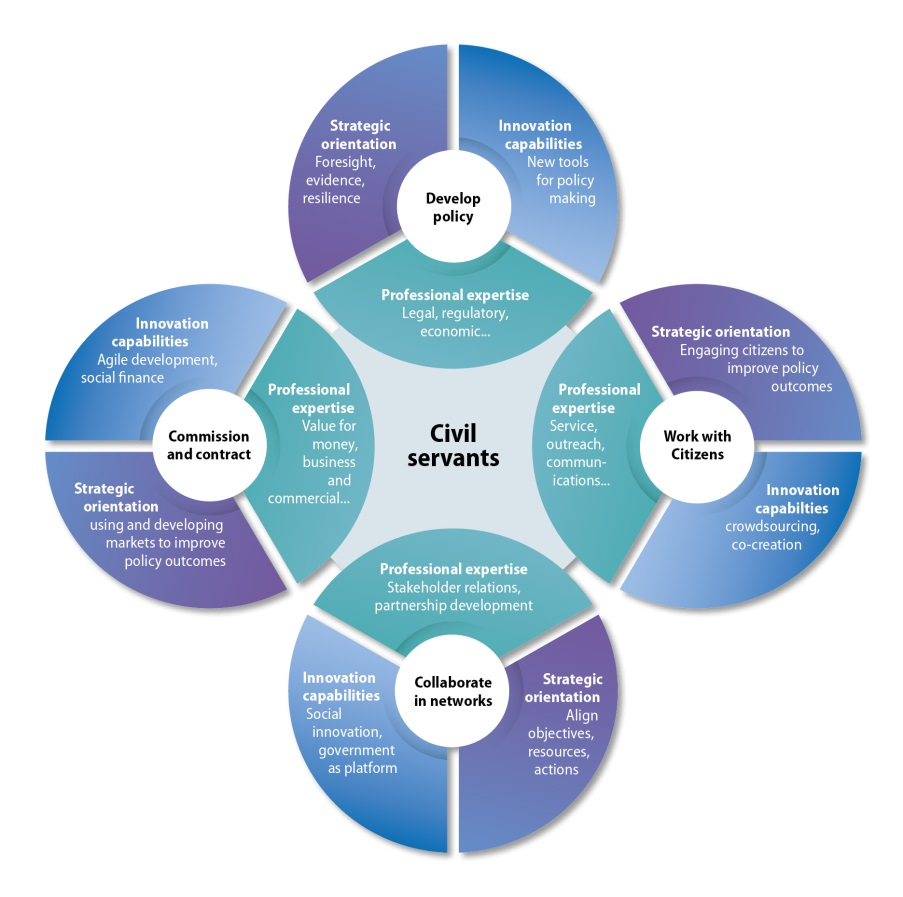 Strategic
orientation
Foresight,
evidence,
resilience
Innovation
capabilities
New tools
for policy
making
Develop
policy
Professional expertise
Legal, regulatory,
economic...
Innovation
capabilities
Agile development,
social finance
Commission
and contract
Strategic
orientation
using and developing
markets to improve
policy outcomes
Professional
expertise
Value for
money,
business
and
commercial...
Civil
servants
Professional
expertise
Service,
outreach,
commun-
ications...
Work with
Citizens
Strategic orientation
Engaging citizens to
improve policy
outcomes
Innovation
capabilties
crowdsourcing,
co-creation
Professional expertise
Stakeholder relations,
partnership development
Collaborate
in networks
Innovation
capabilities
Social
innovation,
government
as platform
Strategic
orientation
Align
objectives,
resources,
actions